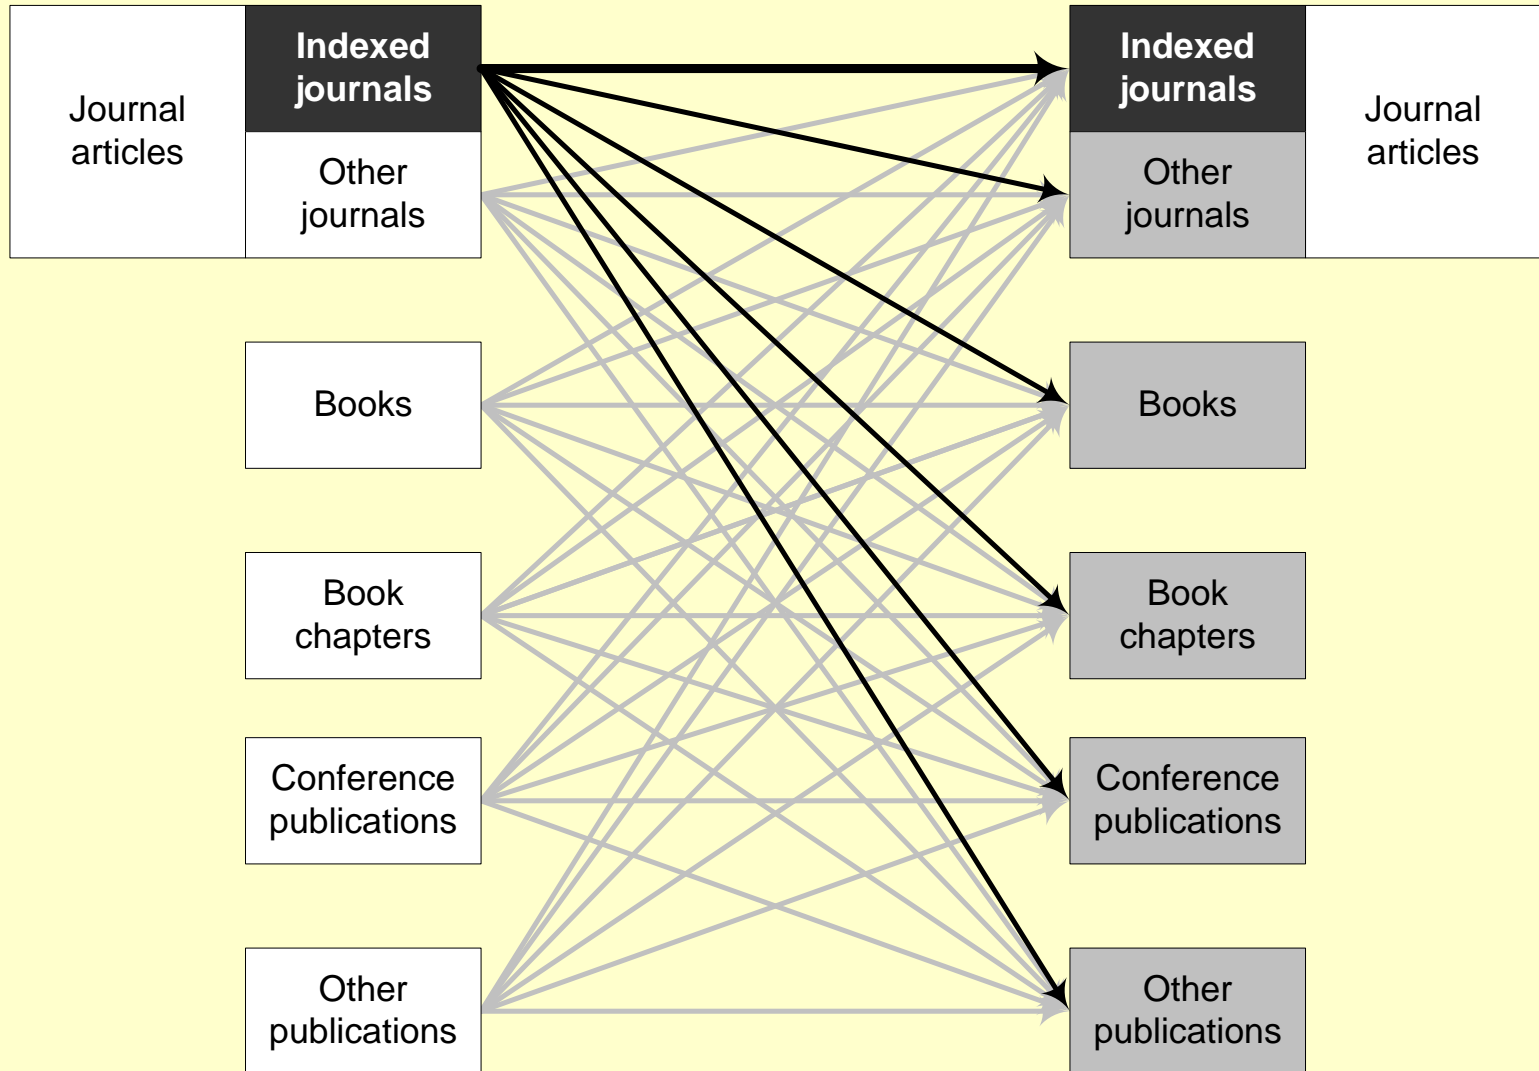 Journal
articles
Indexed
journals
Other
journals
Books
Book
chapters
Conference
publications
Other
publications
Indexed
journals
Other
journals
Journal
articles
Books
Book
chapters
Conference
publications
Other
publications